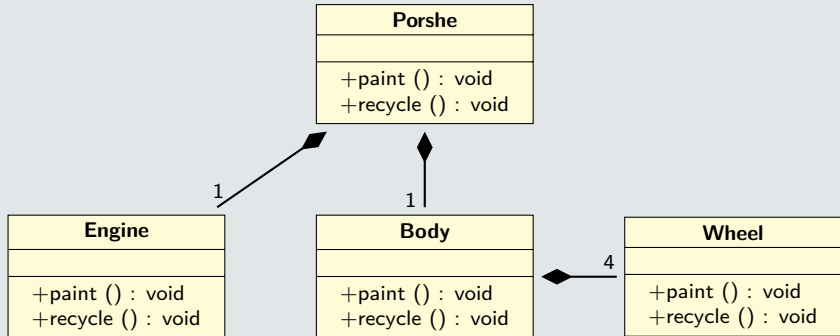 Porshe
+paint () : void
+recycle () : void
1
1
Engine
+paint () : void
+recycle () : void
Body
+paint () : void
+recycle () : void
4
Wheel
+paint () : void
+recycle () : void